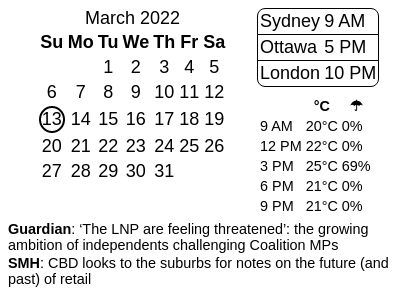 March 2022
Su Mo Tu We Th Fr Sa
1 2 3 4 5
6 7 8 9 10 11 12
13 14 15 16 17 18 19
20 21 22 23 24 25 26
27 28 29 30 31
Sydney 9 AM
Ottawa 5 PM
London 10 PM
°C ☂
9 AM 20°C 0%
12 PM 22°C 0%
3 PM 25°C 69%
6 PM 21°C 0%
9 PM 21°C 0%
Guardian: ‘The LNP are feeling threatened’: the growing
ambition of independents challenging Coalition MPs
SMH: CBD looks to the suburbs for notes on the future (and
past) of retail